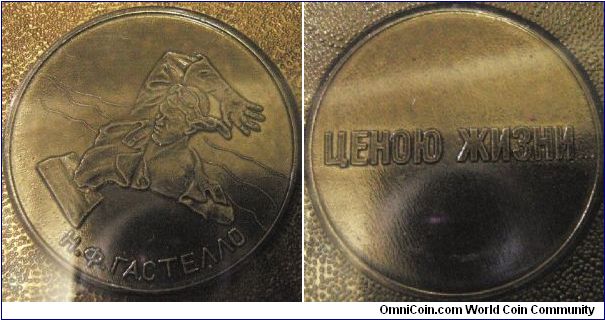 Н.Ф. ГАСТЕЛЛО
ЦЕНОЮ ЖИЗНИ
OmniCoin.com World Coin Community